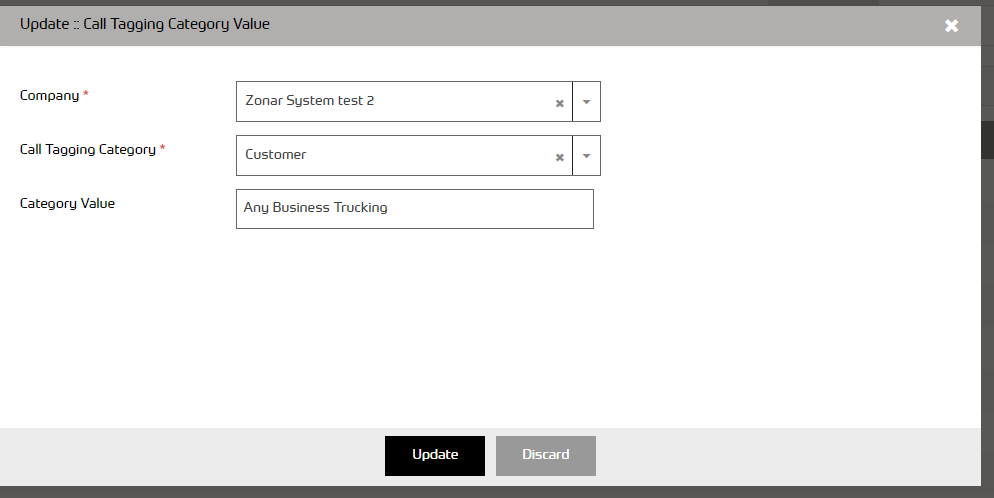 Update :: Call Tagging Category Value
Company *
Zonar System test 2
Call Tagging Category *
Customer
Category Value
Any Business Trucking
Update
Discard